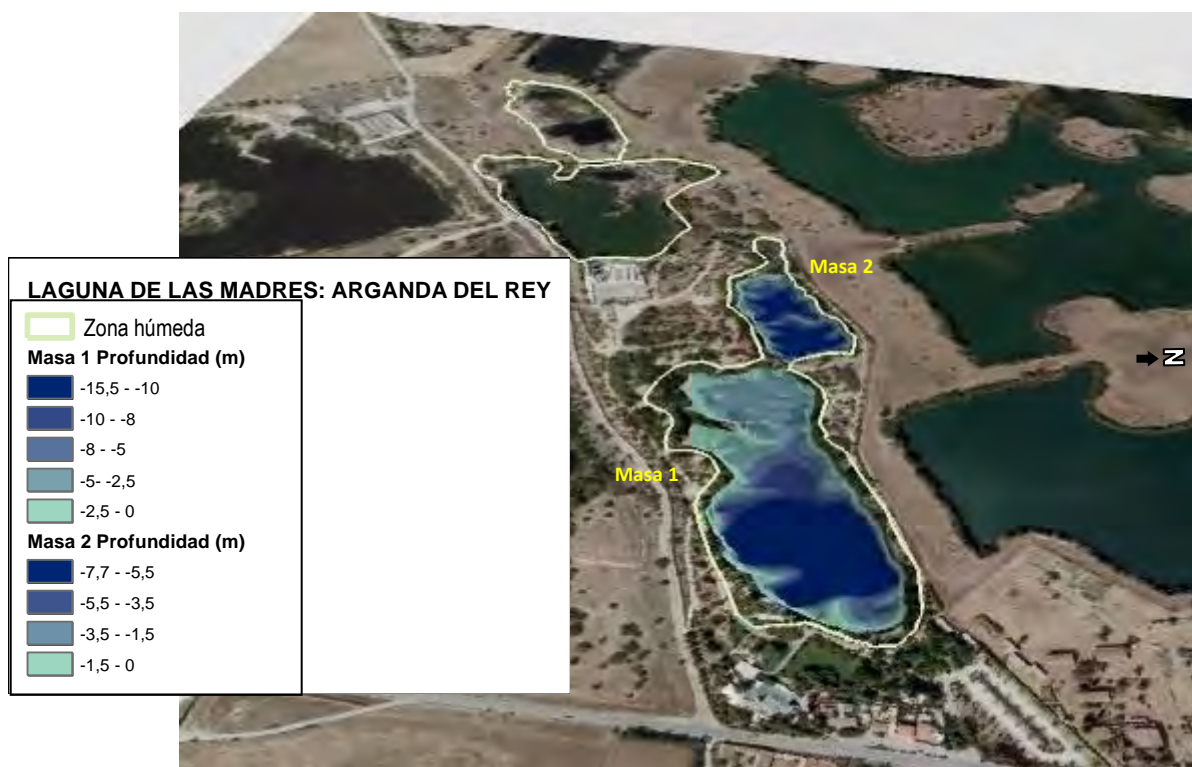 LAGUNA DE LAS MADRES: ARGANDA DEL REY
Zona húmeda
Masa 1 Profundidad (m)
-15,5 - -10
-10 - -8
-8 - -5
-5- -2,5
-2,5 - 0
Masa 2 Profundidad (m)
-7,7 - -5,5
-5,5 - -3,5
-3,5 - -1,5
-1,5 - 0
Masa 2
Masa 1
N